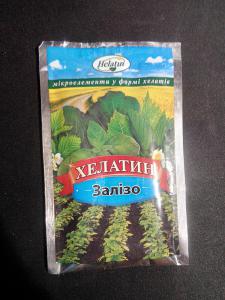 Helatin
мікроелементи у формі хелатів
ХЕЛАТИН
Залізо